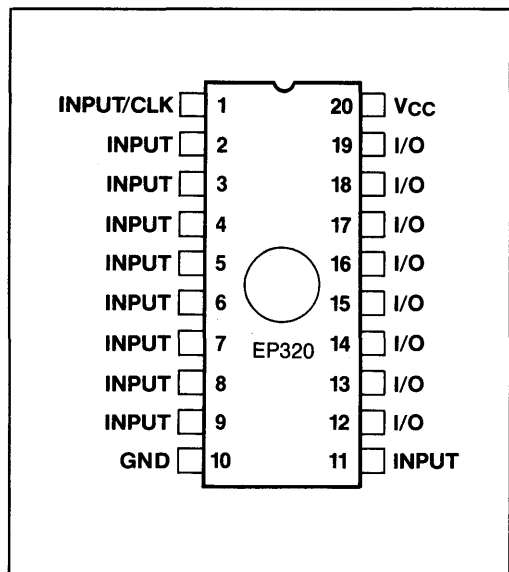 INPUT/CLK 1 20 VCC
INPUT 2 19 I/O
INPUT 3 18 I/O
INPUT 4 17 I/O
INPUT 5 16 I/O
INPUT 6 15 I/O
INPUT 7 EP320 14 I/O
INPUT 8 13 I/O
INPUT 9 12 I/O
GND 10 11 INPUT